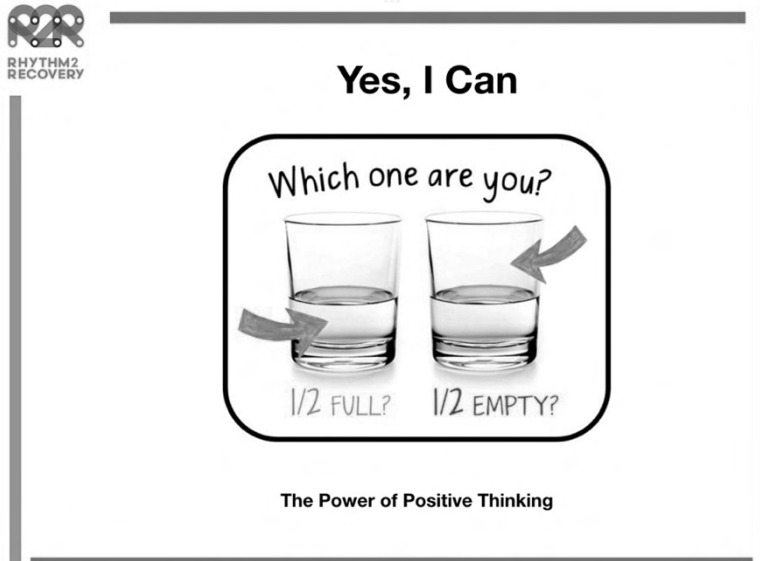 R2R
RHYTHM2
RECOVERY
Yes, I Can
Which one are you?
1/2 FULL?
1/2 EMPTY?
The Power of Positive Thinking